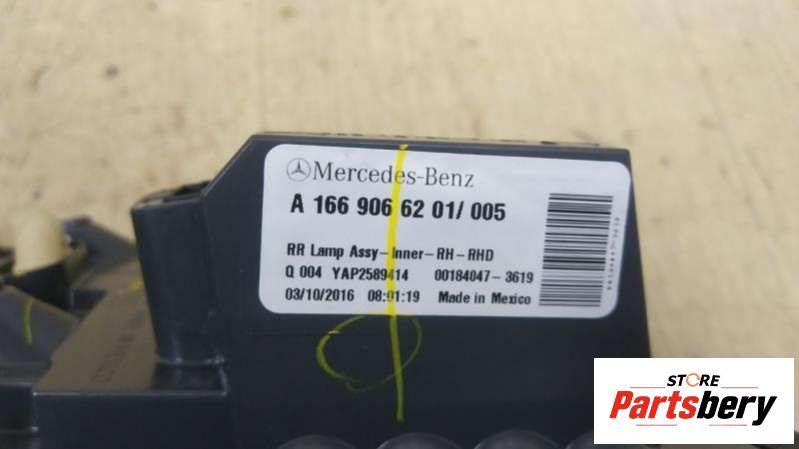 Mercedes-Benz
A 166 906 62 01/ 005
RR Lamp Assy-Inner-RH-RHD
Q 004 YAP2589414 00184047-3619
03/10/2016 08:01:19 Made in Mexico
STORE
Partsbery